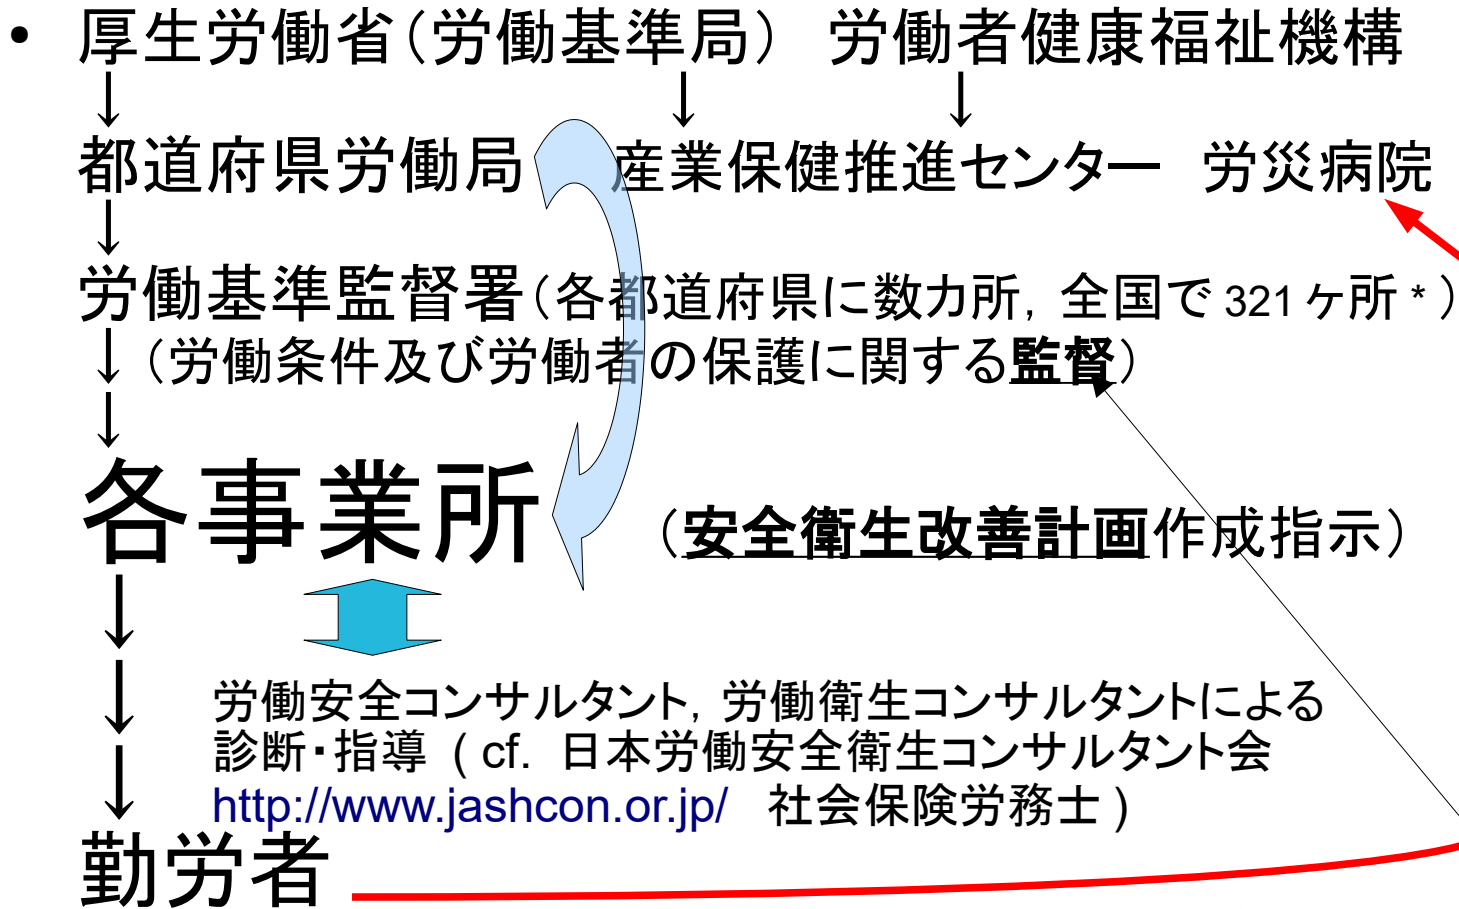 • 厚生労働省(労働基準局) 労働者健康福祉機構
↓ ↓ ↓
都道府県労働局 産業保健推進センター 労災病院
↓
労働基準監督署(各都道府県に数カ所, 全国で321ヶ所*)
↓(労働条件及び労働者の保護に関する監督)
↓
各事業所 (安全衛生改善計画作成指示)
↓
↓ 労働安全コンサルタント, 労働衛生コンサルタントによる
診断・指導 ( cf. 日本労働安全衛生コンサルタント会
↓ http://www.jashcon.or.jp/ 社会保険労務士 )
勤労者